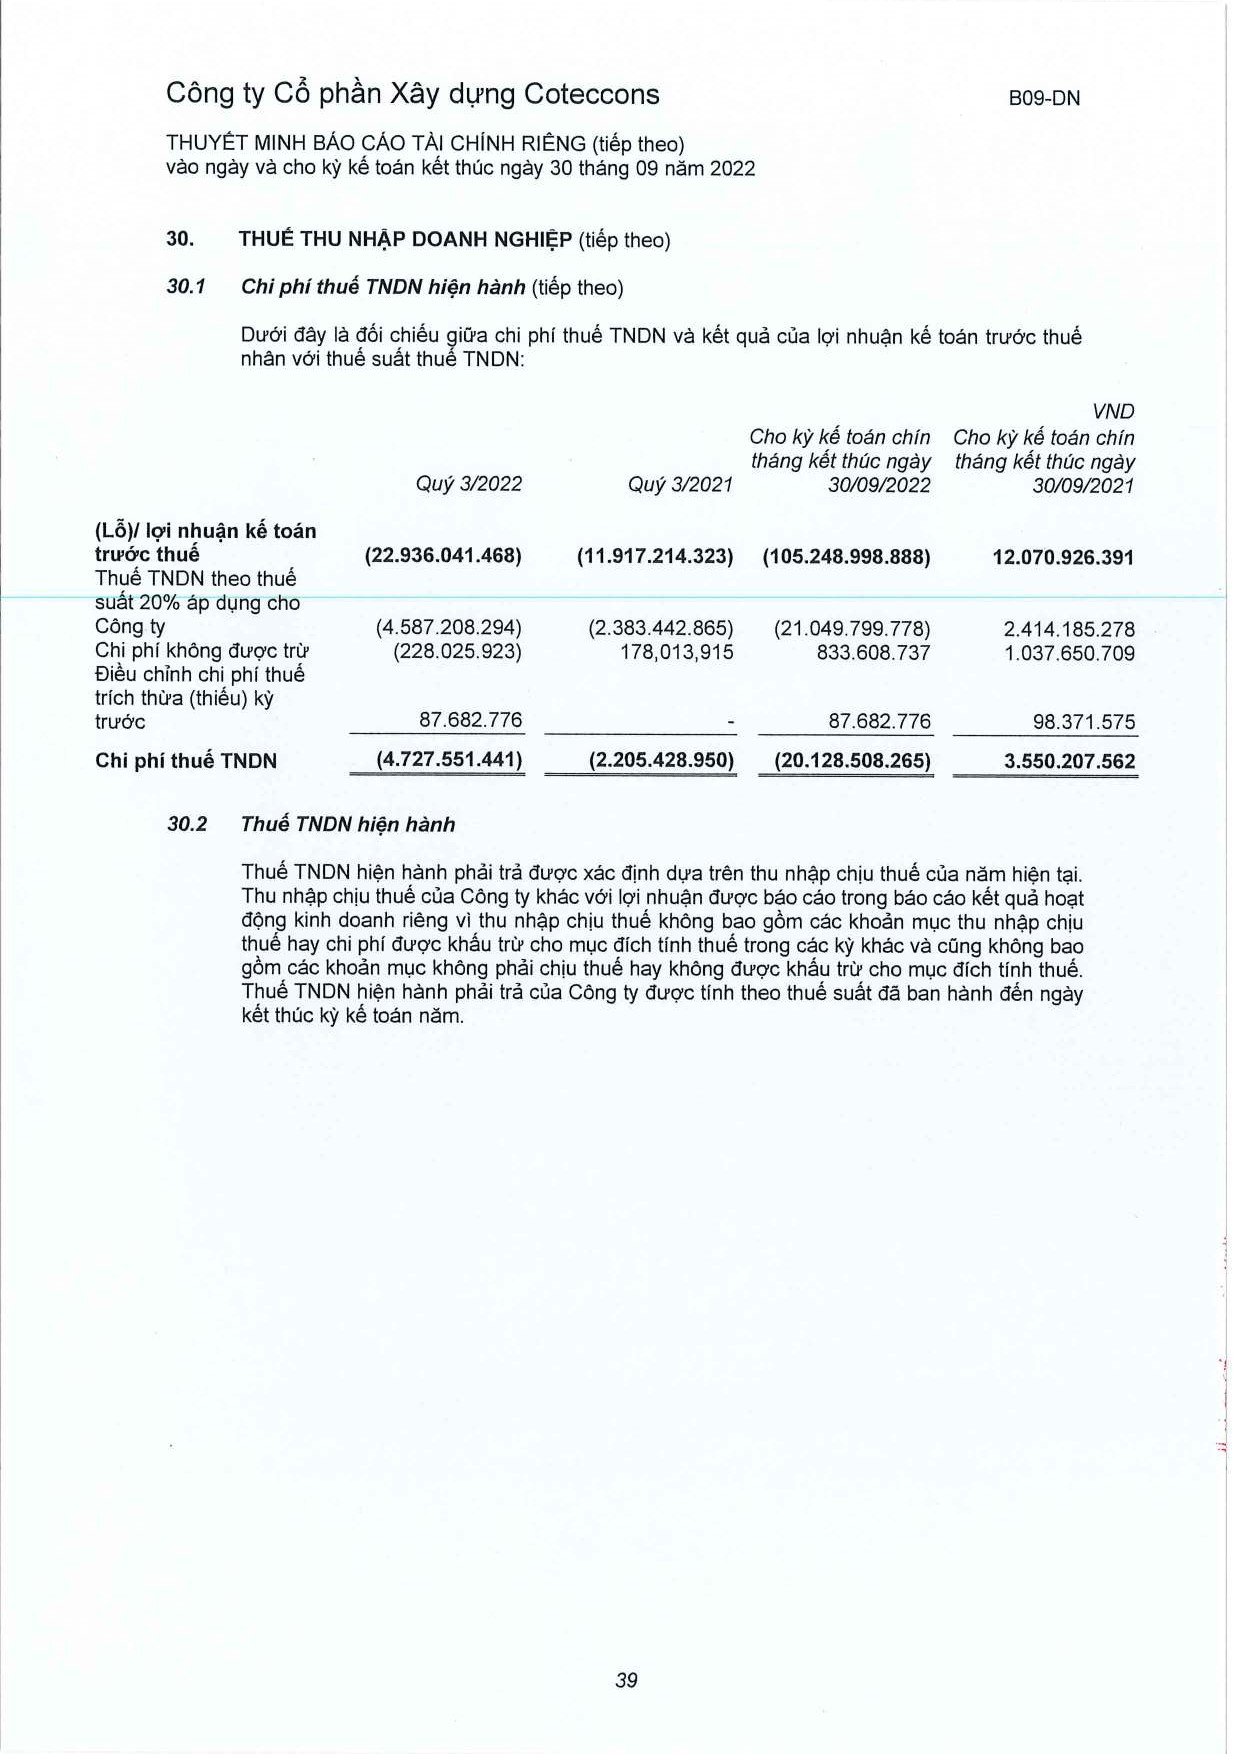 Công ty Cổ phần Xây dựng Coteccons B09-DN
THUYẾT MINH BÁO CÁO TÀI CHÍNH RIÊNG (tiếp theo)
vào ngày và cho kỳ kế toán kết thúc ngày 30 tháng 09 năm 2022
30. THUẾ THU NHẬP DOANH NGHIỆP (tiếp theo)
30.1 Chi phí thuế TNDN hiện hành (tiếp theo)
Dưới đây là đối chiếu giữa chi phí thuế TNDN và kết quả của lợi nhuận kế toán trước thuế
nhân với thuế suất thuế TNDN:
VND
Cho kỳ kế toán chín Cho kỳ kế toán chín
tháng kết thúc ngày tháng kết thúc ngày
Quý 3/2022 Quý 3/2021 30/09/2022 30/09/2021
(Lỗ)/ lợi nhuận kế toán
trước thuế (22.936.041.468) (11.917.214.323) (105.248.998.888) 12.070.926.391
Thuế TNDN theo thuế
suất 20% áp dụng cho
Công ty (4.587.208.294) (2.383.442.865) (21.049.799.778) 2.414.185.278
Chi phí không được trừ (228.025.923) 178,013,915 833.608.737 1.037.650.709
Điều chỉnh chi phí thuế
trích thừa (thiếu) kỳ
trước 87.682.776 - 87.682.776 98.371.575
Chi phí thuế TNDN (4.727.551.441) (2.205.428.950) (20.128.508.265) 3.550.207.562
30.2 Thuế TNDN hiện hành
Thuế TNDN hiện hành phải trả được xác định dựa trên thu nhập chịu thuế của năm hiện tại.
Thu nhập chịu thuế của Công ty khác với lợi nhuận được báo cáo trong báo cáo kết quả hoạt
động kinh doanh riêng vì thu nhập chịu thuế không bao gồm các khoản mục thu nhập chịu
thuế hay chi phí được khấu trừ cho mục đích tính thuế trong các kỳ khác và cũng không bao
gồm các khoản mục không phải chịu thuế hay không được khấu trừ cho mục đích tính thuế.
Thuế TNDN hiện hành phải trả của Công ty được tính theo thuế suất đã ban hành đến ngày
kết thúc kỳ kế toán năm.
39